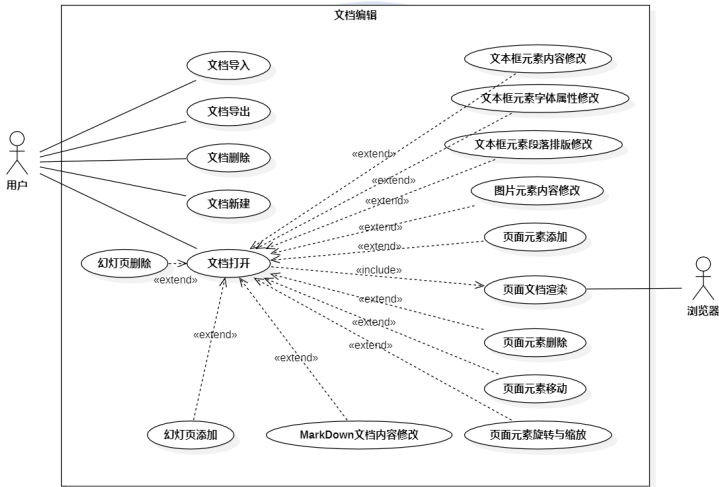 文档编辑
文档导入
文本框元素内容修改
文本框元素字体属性修改
文档导出
文本框元素段落排版修改
«extend»
文档删除
用户
«extend»
图片元素内容修改
«extend»
文档新建
«extend»
页面元素添加
«extend»
幻灯页删除
文档打开
«include»
«extend»
页面文档渲染
浏览器
«extend»
«extend»
«extend»
页面元素删除
«extend»
«extend»
页面元素移动
幻灯页添加
MarkDown文档内容修改
页面元素旋转与缩放